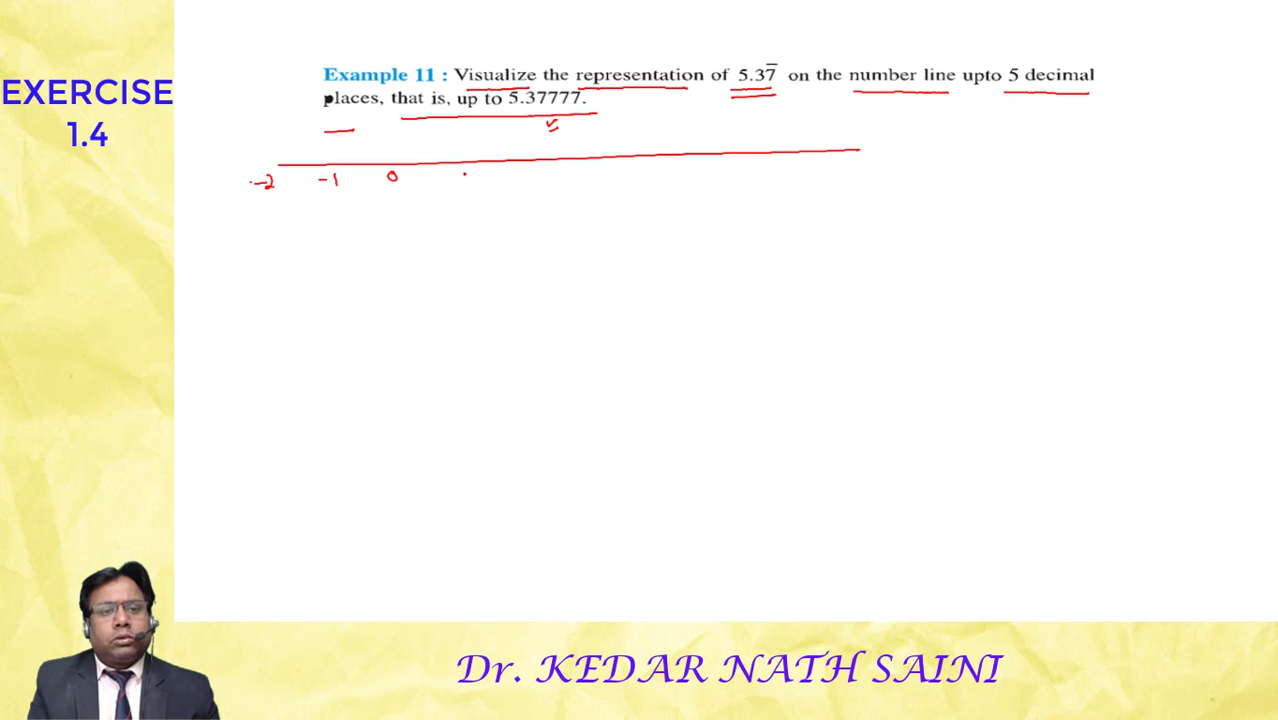 EXERCISE
1.4
Example 11 : Visualize the representation of 5.37̅ on the number line upto 5 decimal
places, that is, up to 5.37777.
-2 -1 0
Dr. KEDAR NATH SAINI